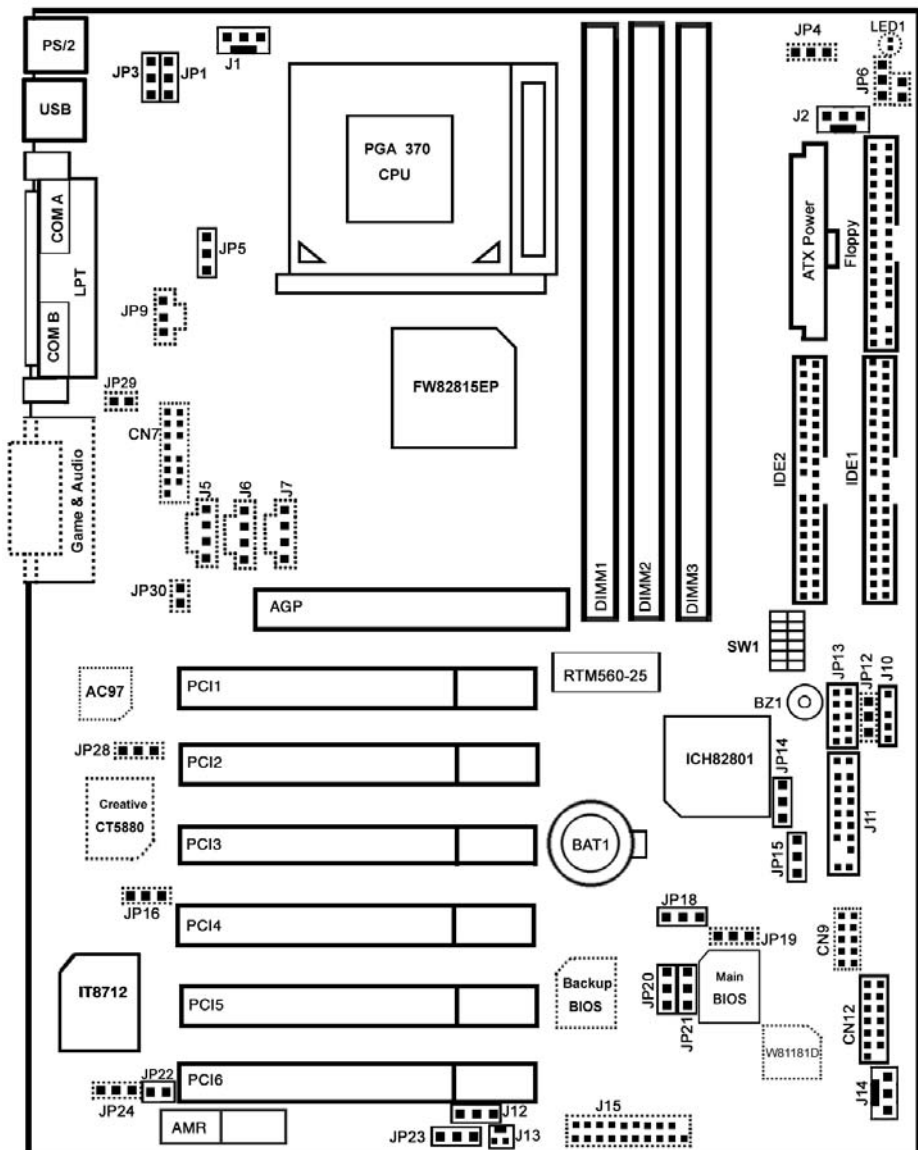 PS/2
USB
JP3
JP1
J1
PGA 370
CPU
JP4
LED1
JP6
J2
COM A
LPT
COM B
JP5
JP9
ATX Power
Floppy
FW82815EP
JP29
CN7
Game & Audio
J5
J6
J7
IDE2
IDE1
JP30
AGP
DIMM1
DIMM2
DIMM3
SW1
AC97
PCI1
RTM560-25
BZ1
JP13
JP12
J10
JP28
PCI2
ICH82801
JP14
Creative
CT5880
PCI3
BAT1
JP15
J11
JP16
PCI4
JP18
JP19
CN9
IT8712
PCI5
Backup
BIOS
JP20
JP21
Main
BIOS
W81181D
CN12
JP24
JP22
PCI6
AMR
J12
JP23
J13
J15
J14